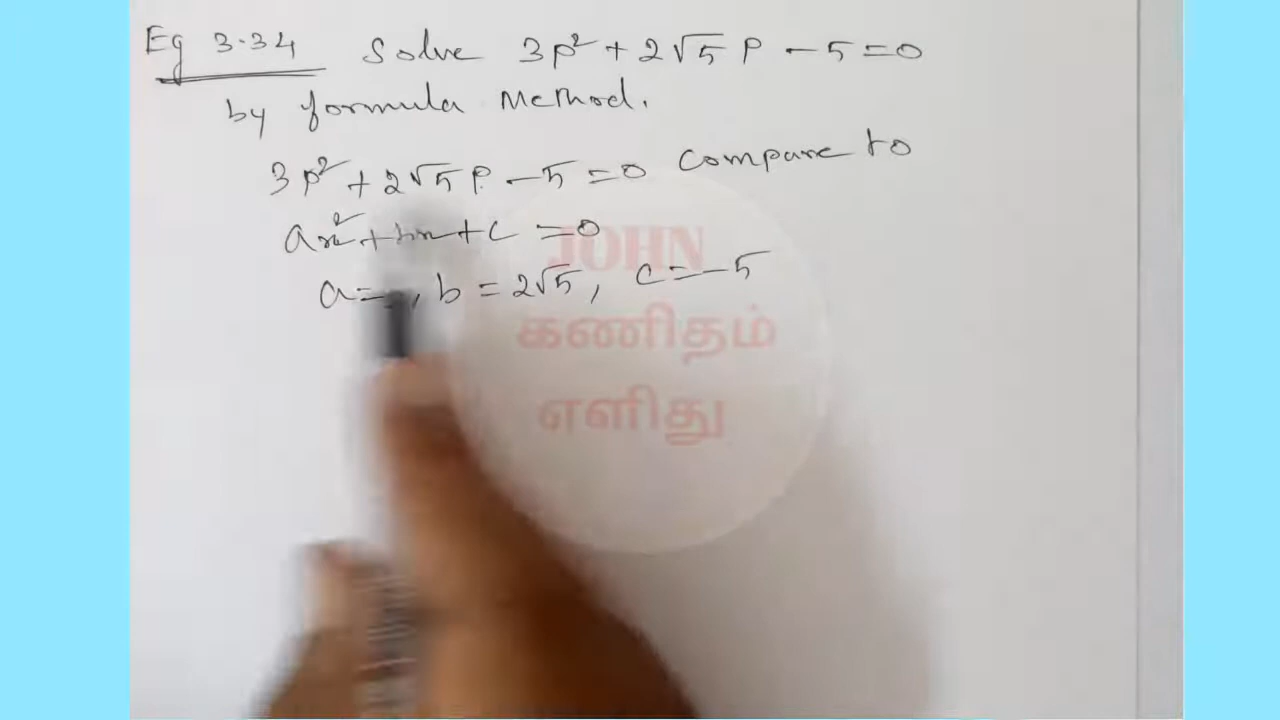 Eg 3.34 Solve 3p² + 2√5 P - 5 = 0
by formula Method.
3p² + 2√5 P - 5 = 0 Compare to
ax² + bx + c = 0
a = , b = 2√5, c = -5
JOHN
கணிதம்
எளிது